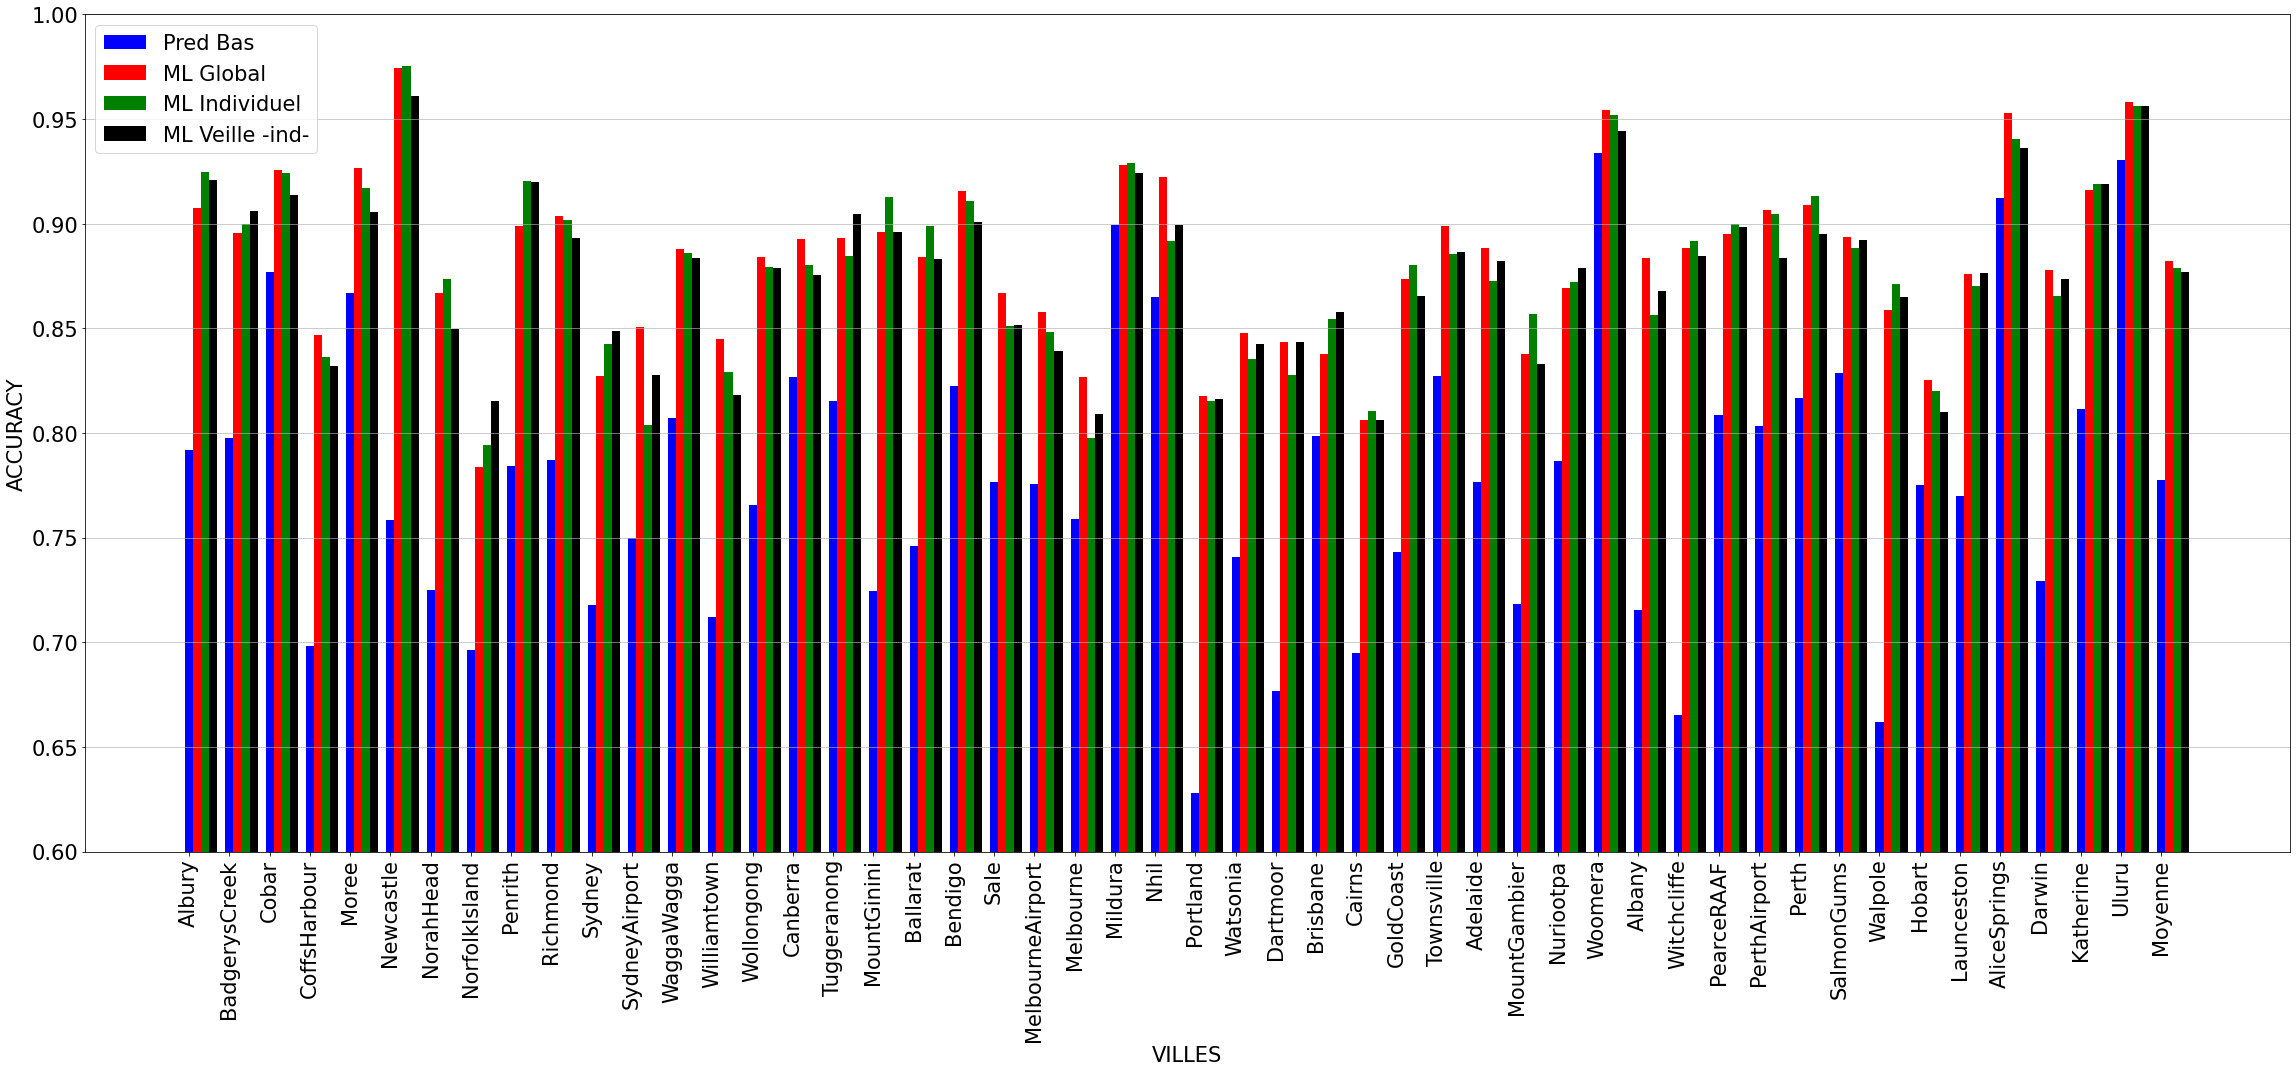 1.00
0.95
0.90
0.85
0.80
0.75
0.70
0.65
0.60
ACCURACY
Pred Bas
ML Global
ML Individuel
ML Veille -ind-
Albury
BadgerysCreek
Cobar
CoffsHarbour
Moree
Newcastle
NorahHead
NorfolkIsland
Penrith
Richmond
Sydney
SydneyAirport
WaggaWagga
Williamtown
Wollongong
Canberra
Tuggeranong
MountGinini
Ballarat
Bendigo
Sale
MelbourneAirport
Melbourne
Mildura
Nhil
Portland
Watsonia
Dartmoor
Brisbane
Cairns
GoldCoast
Townsville
Adelaide
MountGambier
Nuriootpa
Woomera
Albany
Witchcliffe
PearceRAAF
PerthAirport
Perth
SalmonGums
Walpole
Hobart
Launceston
AliceSprings
Darwin
Katherine
Uluru
Moyenne
VILLES